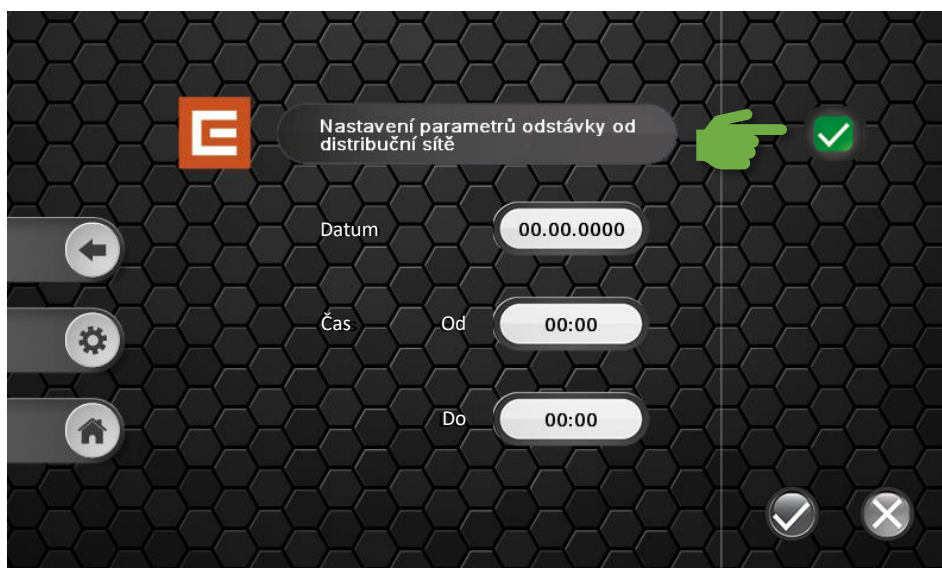 Nastavení parametrů odstávky od
distribuční sítě
Datum 00.00.0000
Čas Od 00:00
Do 00:00